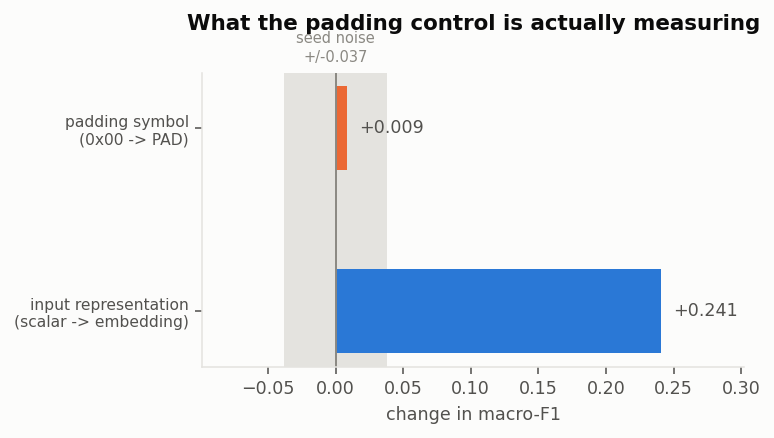 What the padding control is actually measuring
seed noise
+/-0.037
padding symbol
(0x00 -> PAD)
+0.009
input representation
(scalar -> embedding)
+0.241
−0.05 0.00 0.05 0.10 0.15 0.20 0.25 0.30
change in macro-F1